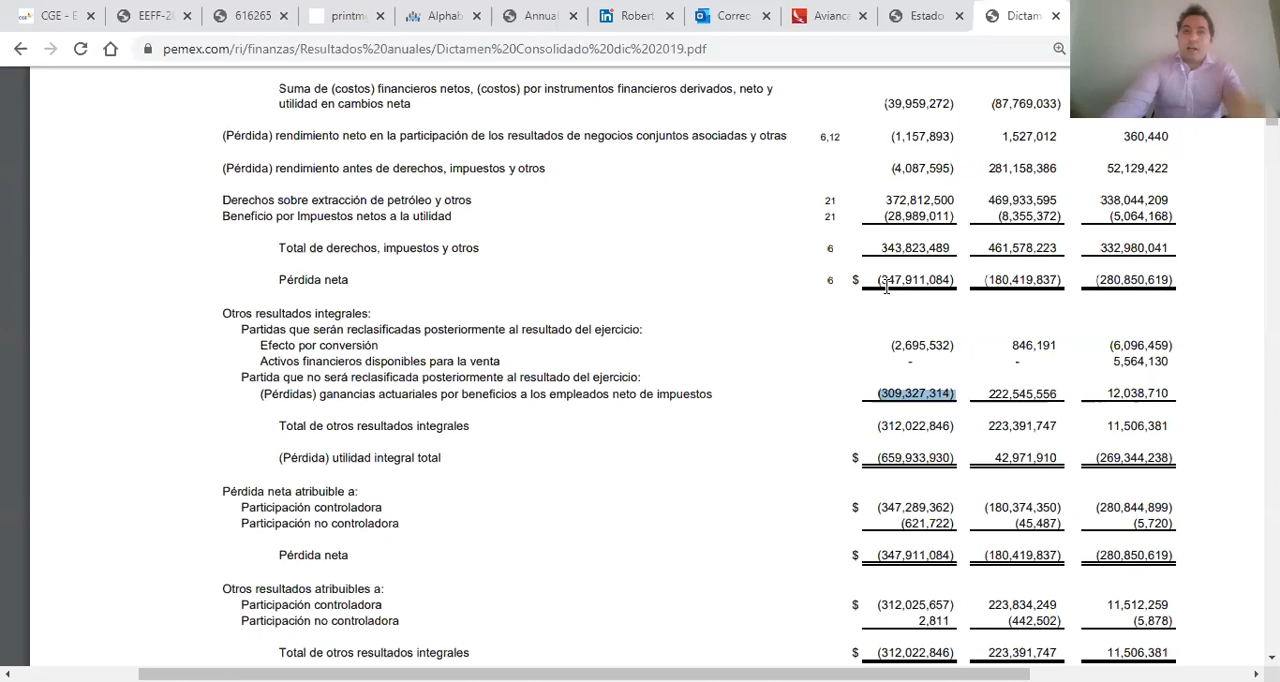 CGE - E
EEFF-20
616265
printm
Alphab
Annua
Robert
Correo
Avianca
Estado
Dictam
pemex.com/ri/finanzas/Resultados%20anuales/Dictamen%20Consolidado%20dic%202019.pdf
Suma de (costos) financieros netos, (costos) por instrumentos financieros derivados, neto y
utilidad en cambios neta (39,959,272) (87,769,033)
(Pérdida) rendimiento neto en la participación de los resultados de negocios conjuntos asociadas y otras 6,12 (1,157,893) 1,527,012 360,440
(Pérdida) rendimiento antes de derechos, impuestos y otros (4,087,595) 281,158,386 52,129,422
Derechos sobre extracción de petróleo y otros 21 372,812,500 469,933,595 338,044,209
Beneficio por Impuestos netos a la utilidad 21 (28,989,011) (8,355,372) (5,064,168)
Total de derechos, impuestos y otros 6 343,823,489 461,578,223 332,980,041
Pérdida neta 6 $ (347,911,084) (180,419,837) (280,850,619)
Otros resultados integrales:
Partidas que serán reclasificadas posteriormente al resultado del ejercicio:
Efecto por conversión (2,695,532) 846,191 (6,096,459)
Activos financieros disponibles para la venta - - 5,564,130
Partida que no será reclasificada posteriormente al resultado del ejercicio:
(Pérdidas) ganancias actuariales por beneficios a los empleados neto de impuestos (309,327,314) 222,545,556 12,038,710
Total de otros resultados integrales (312,022,846) 223,391,747 11,506,381
(Pérdida) utilidad integral total $ (659,933,930) 42,971,910 (269,344,238)
Pérdida neta atribuible a:
Participación controladora $ (347,289,362) (180,374,350) (280,844,899)
Participación no controladora (621,722) (45,487) (5,720)
Pérdida neta $ (347,911,084) (180,419,837) (280,850,619)
Otros resultados atribuibles a:
Participación controladora $ (312,025,657) 223,834,249 11,512,259
Participación no controladora 2,811 (442,502) (5,878)
Total de otros resultados integrales $ (312,022,846) 223,391,747 11,506,381